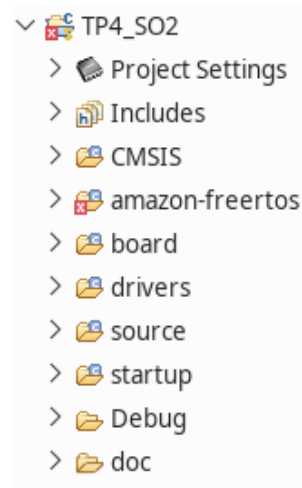 TP4_SO2
Project Settings
Includes
CMSIS
amazon-freertos
board
drivers
source
startup
Debug
doc